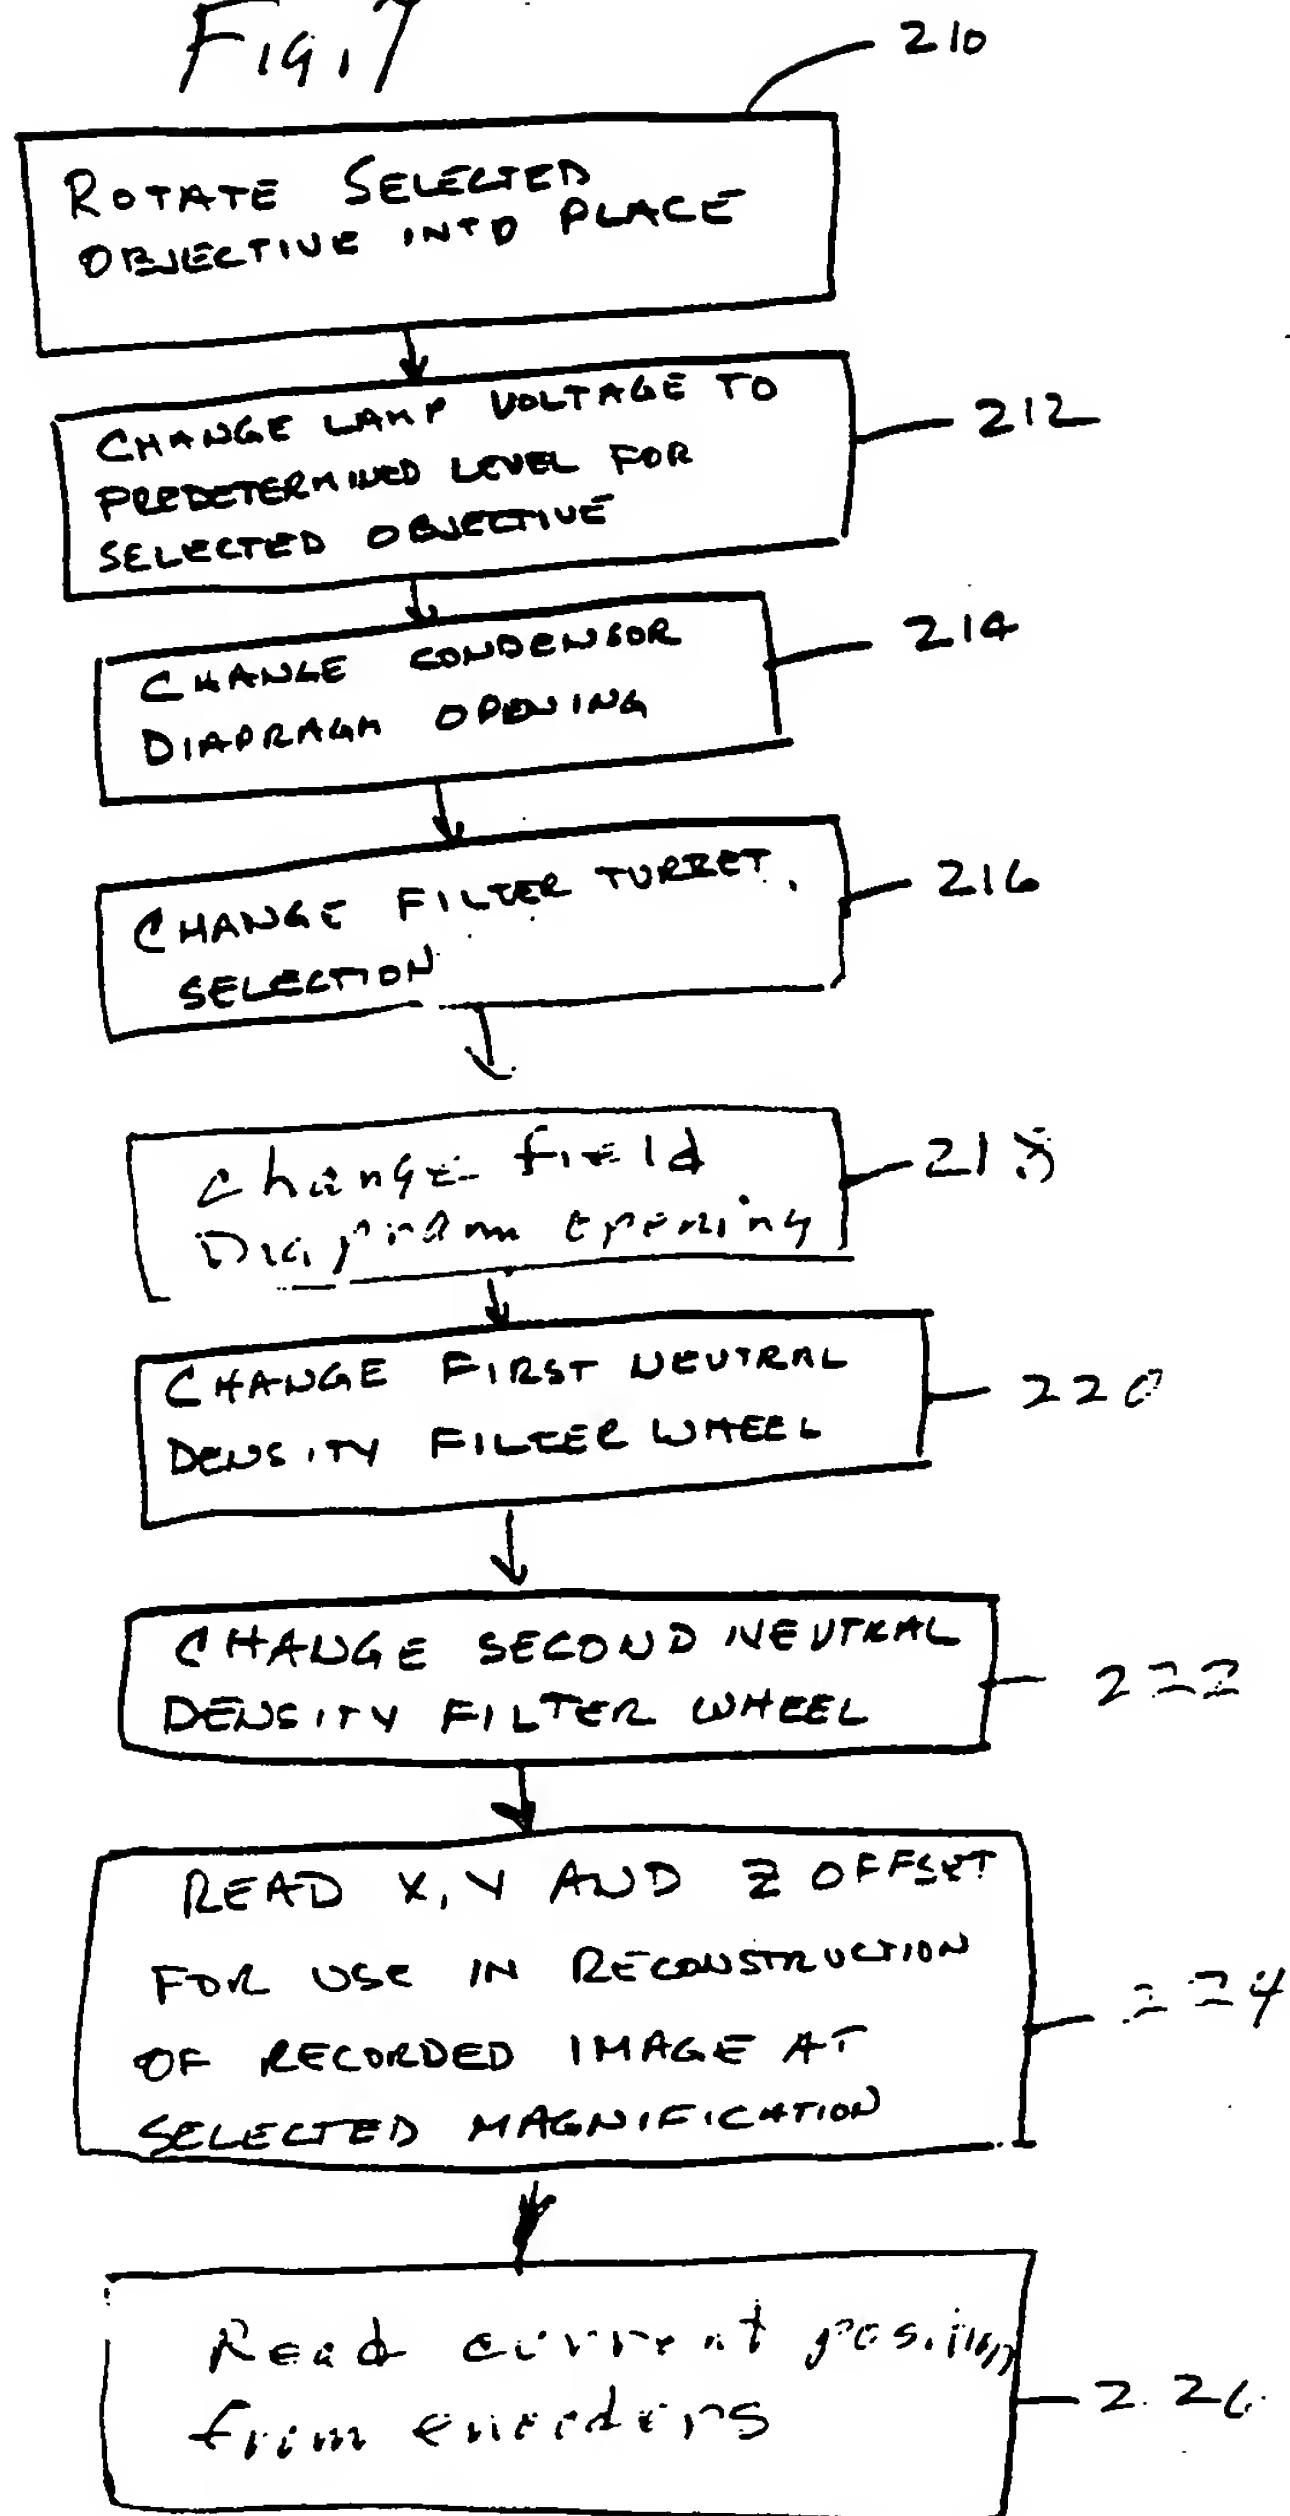 Fig. 7
210
ROTATE SELECTED
OBJECTIVE INTO PLACE
CHANGE LAMP VOLTAGE TO
PREDETERMINED LEVEL FOR
SELECTED OBJECTIVE
212
CHANGE CONDENSOR
DIAPRAGM OPENING
214
CHANGE FILTER TURRET
SELECTION
216
Change field
opening
218
CHANGE FIRST NEUTRAL
DENSITY FILTER WHEEL
220
CHANGE SECOND NEUTRAL
DENSITY FILTER WHEEL
222
READ X, Y AND Z OFFSET
FOR USE IN RECONSTRUCTION
OF RECORDED IMAGE AT
SELECTED MAGNIFICATION
224
Read current position
from encoders
226